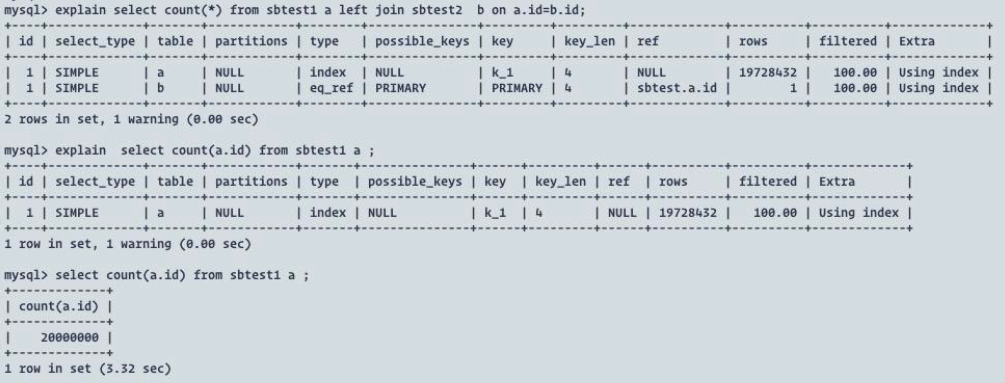 mysql> explain select count(*) from sbtest1 a left join sbtest2  b on a.id=b.id;
+----+-------------+-------+------------+--------+---------------+---------+---------+-------------+----------+----------+-------------+
| id | select_type | table | partitions | type   | possible_keys | key     | key_len | ref         | rows     | filtered | Extra       |
+----+-------------+-------+------------+--------+---------------+---------+---------+-------------+----------+----------+-------------+
|  1 | SIMPLE      | a     | NULL       | index  | NULL          | k_1     | 4       | NULL        | 19728432 |   100.00 | Using index |
|  1 | SIMPLE      | b     | NULL       | eq_ref | PRIMARY       | PRIMARY | 4       | sbtest.a.id |        1 |   100.00 | Using index |
+----+-------------+-------+------------+--------+---------------+---------+---------+-------------+----------+----------+-------------+
2 rows in set, 1 warning (0.00 sec)
mysql> explain  select count(a.id) from sbtest1 a ;
+----+-------------+-------+------------+-------+---------------+-----+---------+------+----------+----------+-------------+
| id | select_type | table | partitions | type  | possible_keys | key | key_len | ref  | rows     | filtered | Extra       |
+----+-------------+-------+------------+-------+---------------+-----+---------+------+----------+----------+-------------+
|  1 | SIMPLE      | a     | NULL       | index | NULL          | k_1 | 4       | NULL | 19728432 |   100.00 | Using index |
+----+-------------+-------+------------+-------+---------------+-----+---------+------+----------+----------+-------------+
1 row in set, 1 warning (0.00 sec)
mysql> select count(a.id) from sbtest1 a ;
+-------------+
| count(a.id) |
+-------------+
|    20000000 |
+-------------+
1 row in set (3.32 sec)